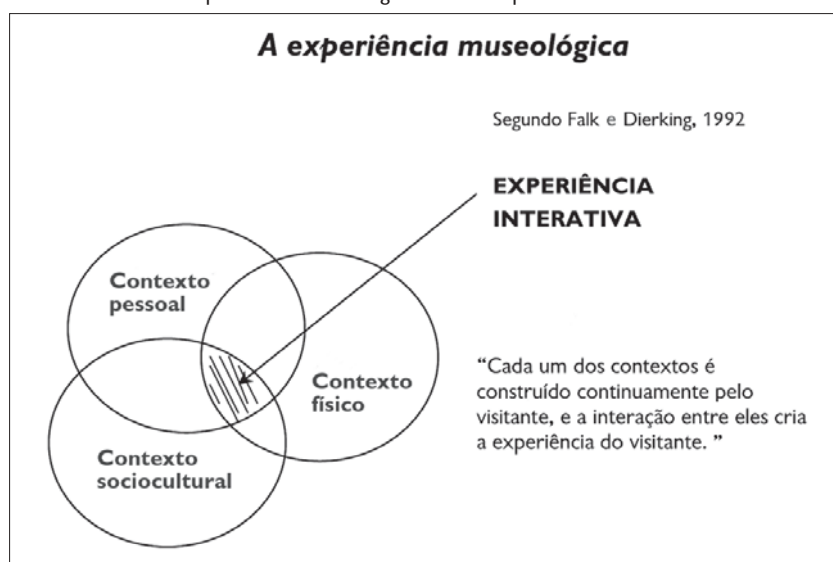 A experiência museológica
Segundo Falk e Dierking, 1992
EXPERIÊNCIA
INTERATIVA
Contexto
pessoal
Contexto
físico
Contexto
sociocultural
“Cada um dos contextos é
construído continuamente pelo
visitante, e a interação entre eles cria
a experiência do visitante. ”